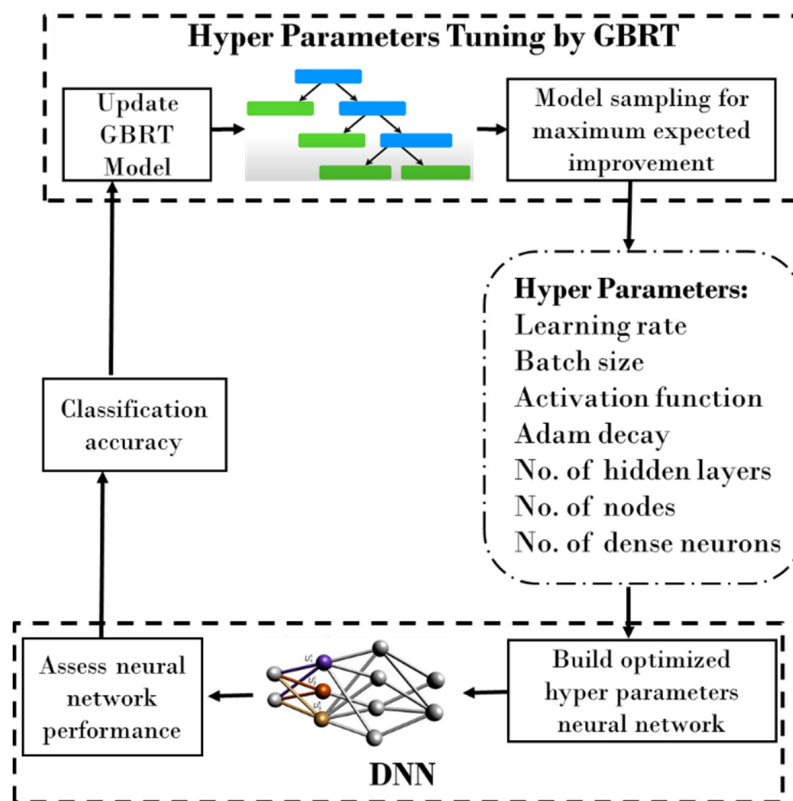 Hyper Parameters Tuning by GBRT
Update
GBRT
Model
Model sampling for
maximum expected
improvement
Hyper Parameters:
Learning rate
Batch size
Activation function
Adam decay
No. of hidden layers
No. of nodes
No. of dense neurons
Classification
accuracy
Assess neural
network
performance
Build optimized
hyper parameters
neural network
DNN